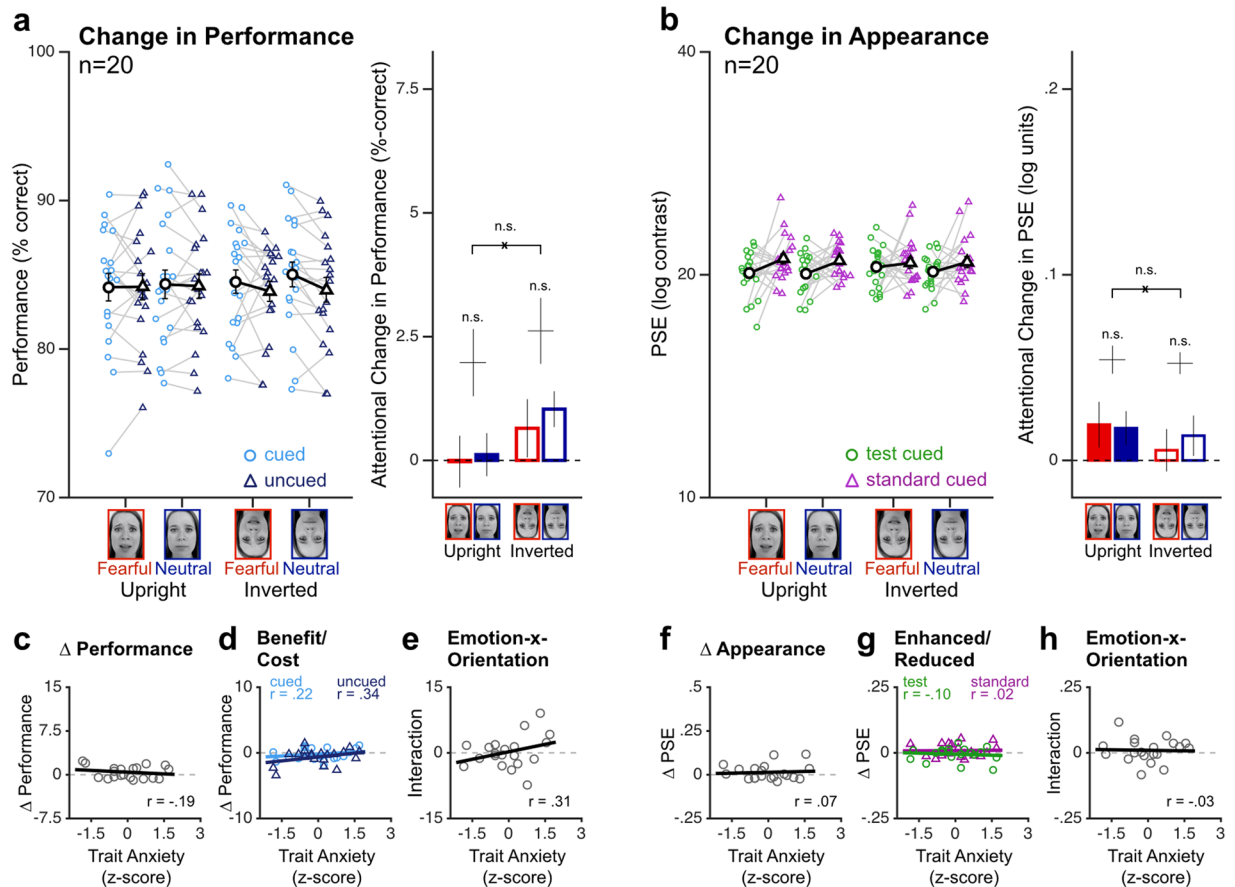 a
Change in Performance
n=20
100
90
80
70
Performance (% correct)
cued
uncued
Fearful
Neutral
Fearful
Neutral
Upright
Inverted
Attentional Change in Performance (%-correct)
7.5
5
2.5
0
n.s.
x
n.s.
n.s.
Upright
Inverted
b
Change in Appearance
n=20
40
20
10
PSE (log contrast)
test cued
standard cued
Fearful
Neutral
Fearful
Neutral
Upright
Inverted
Attentional Change in PSE (log units)
.2
.1
0
n.s.
x
n.s.
n.s.
Upright
Inverted
c
Δ Performance
15
7.5
0
-7.5
Δ Performance
r = -.19
-1.5 0 1.5 3
Trait Anxiety
(z-score)
d
Benefit/
Cost
cued
r = .22
uncued
r = .34
10
0
-10
Δ Performance
-1.5 0 1.5 3
Trait Anxiety
(z-score)
e
Emotion-x-
Orientation
15
0
-15
Interaction
r = .31
-1.5 0 1.5 3
Trait Anxiety
(z-score)
f
Δ Appearance
.5
.25
0
-.25
Δ PSE
r = .07
-1.5 0 1.5 3
Trait Anxiety
(z-score)
g
Enhanced/
Reduced
test
r = -.10
standard
r = .02
.25
0
-.25
Δ PSE
-1.5 0 1.5 3
Trait Anxiety
(z-score)
h
Emotion-x-
Orientation
.25
0
-.25
Interaction
r = -.03
-1.5 0 1.5 3
Trait Anxiety
(z-score)